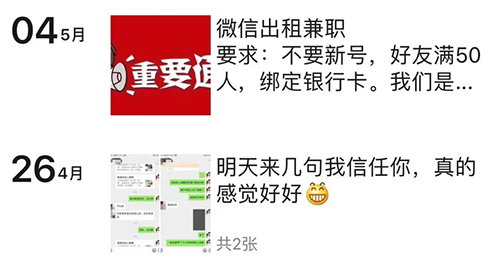 04 5月
重要通
微信出租兼职
要求：不要新号，好友满50
人，绑定银行卡。我们是...
26 4月
明天来几句我信任你，真的
感觉好好😁
共2张